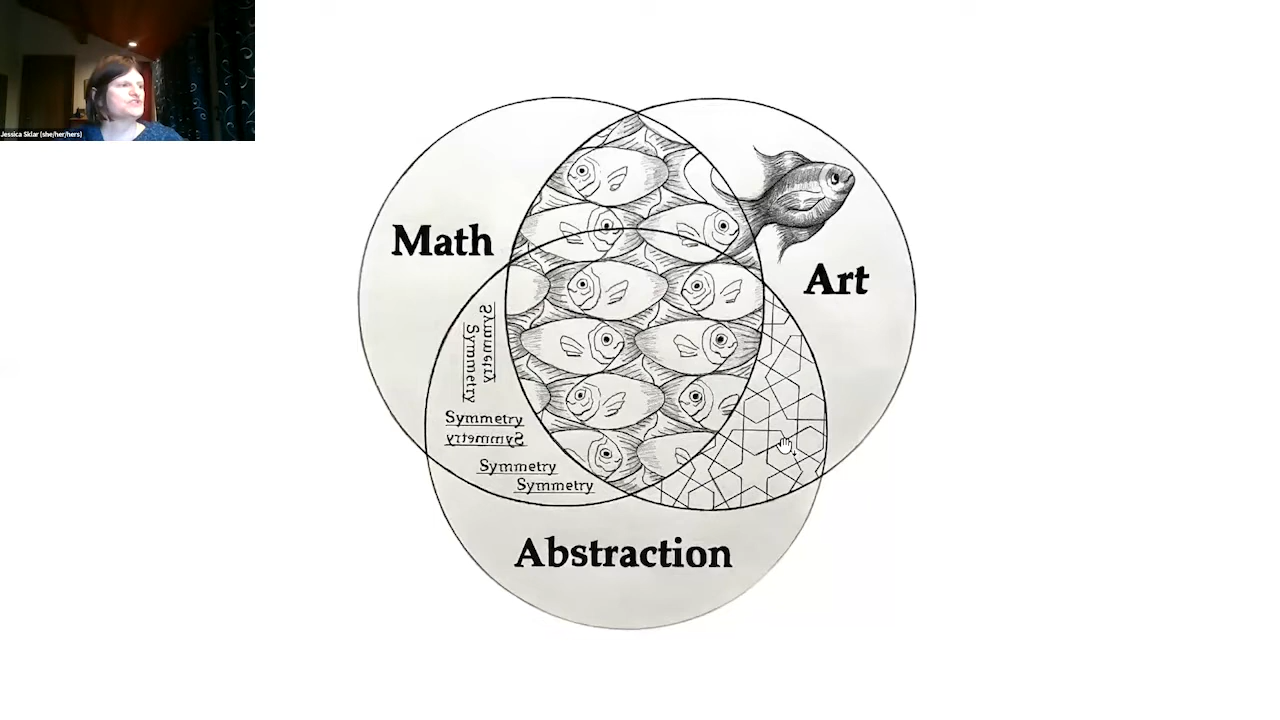 Jessica Sklar (she/her/hers)
Math
Art
Symmetry
Symmetry
Symmetry
Symmetry
Symmetry
Symmetry
Abstraction